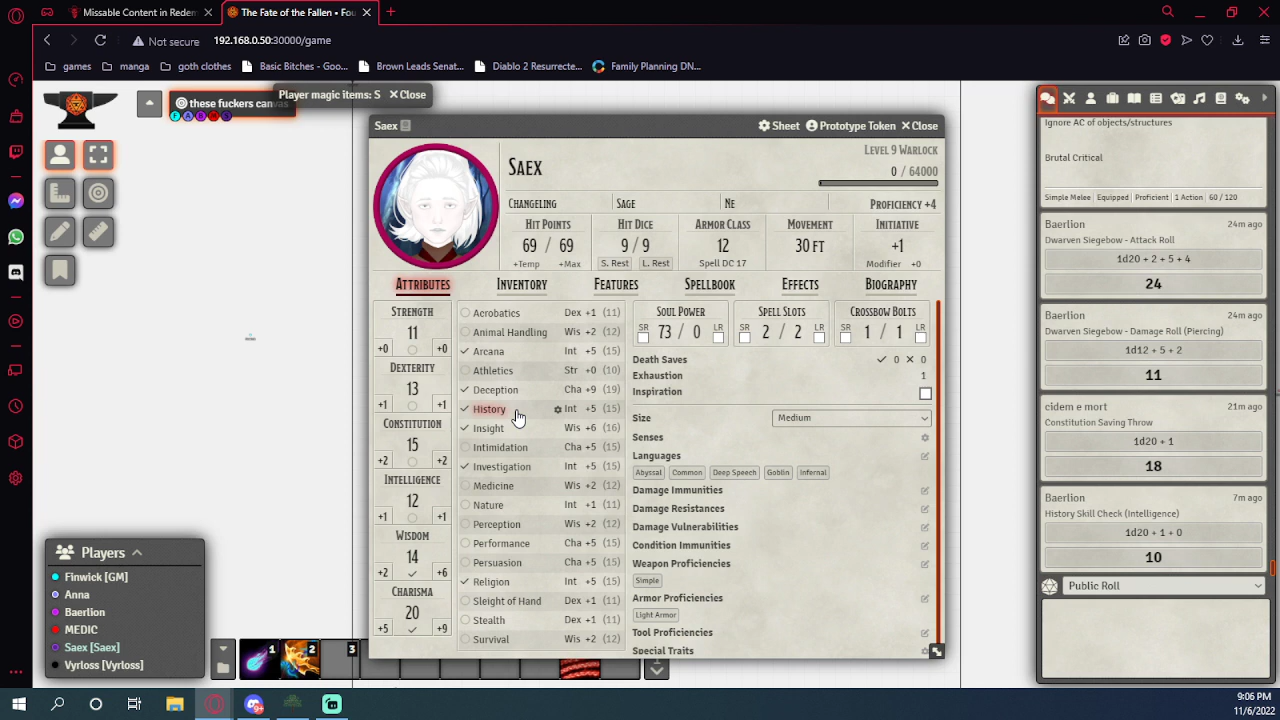 Missable Content in Redem
The Fate of the Fallen • Fou
Not secure 192.168.0.50:30000/game
games manga goth clothes Basic Bitches - Goo... Brown Leads Senat... Diablo 2 Resurrecte... Family Planning DN...
these fuckers canvas
F A B M S
Player magic items: S Close
Saex Sheet Prototype Token Close
Saex
Level 9 Warlock
0 / 64000
Changeling Sage Ne Proficiency +4
Hit Points Hit Dice Armor Class Movement Initiative
69 / 69 9 / 9 12 30 ft +1
+Temp +Max S. Rest L. Rest Spell DC 17 Modifier +0
Attributes Inventory Features Spellbook Effects Biography
Strength
11
+0 +0
Dexterity
13
+1 +1
Constitution
15
+2 +2
Intelligence
12
+1 +1
Wisdom
14
+2 +6
Charisma
20
+5 +9
Acrobatics Dex +1 (11)
Animal Handling Wis +2 (12)
Arcana Int +5 (15)
Athletics Str +0 (10)
Deception Cha +9 (19)
History Int +5 (15)
Insight Wis +6 (16)
Intimidation Cha +5 (15)
Investigation Int +5 (15)
Medicine Wis +2 (12)
Nature Int +1 (11)
Perception Wis +2 (12)
Performance Cha +5 (15)
Persuasion Cha +5 (15)
Religion Int +5 (15)
Sleight of Hand Dex +1 (11)
Stealth Dex +1 (11)
Survival Wis +2 (12)
Soul Power Spell Slots Crossbow Bolts
SR 73 / 0 LR SR 2 / 2 LR SR 1 / 1 LR
Death Saves 0 0
Exhaustion 1
Inspiration
Size Medium
Senses
Languages
Abyssal Common Deep Speech Goblin Infernal
Damage Immunities
Damage Resistances
Damage Vulnerabilities
Condition Immunities
Weapon Proficiencies
Simple
Armor Proficiencies
Light Armor
Tool Proficiencies
Special Traits
Ignore AC of objects/structures
Brutal Critical
Simple Melee Equipped Proficient 1 Action 60 / 120
Baerlion 24m ago
Dwarven Siegebow - Attack Roll
1d20 + 2 + 5 + 4
24
Baerlion 24m ago
Dwarven Siegebow - Damage Roll (Piercing)
1d12 + 5 + 2
11
cidem e mort 21m ago
Constitution Saving Throw
1d20 + 1
18
Baerlion 7m ago
History Skill Check (Intelligence)
1d20 + 1 + 0
10
Public Roll
Players
Finwick [GM]
Anna
Baerlion
MEDIC
Saex [Saex]
Vyrloss [Vyrloss]
1 2 3
1
9+
9:06 PM
11/6/2022